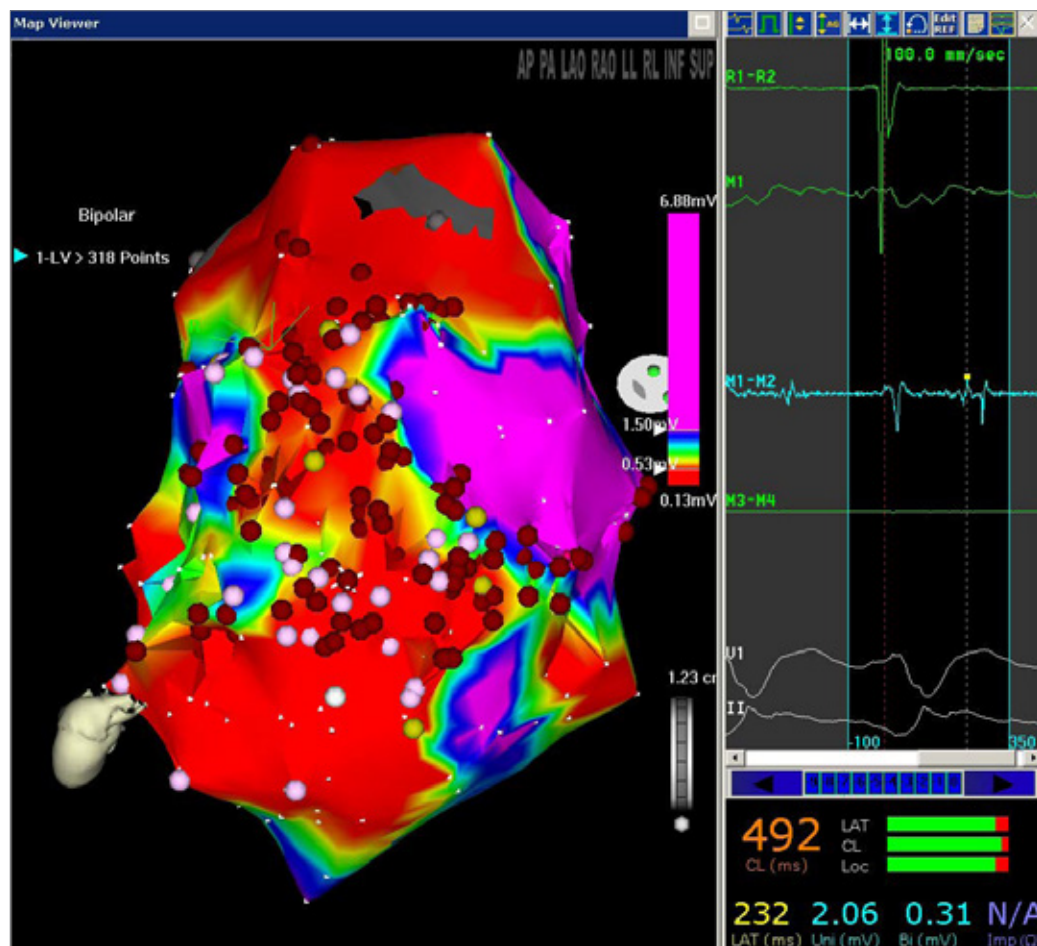 Map Viewer
AP PA LAO RAO LL RL INF SUP
Bipolar
1-LV > 318 Points
6.88mV
1.50mV
0.53mV
0.13mV
1.23 cm
AG
Edit
REF
100.0 mm/sec
R1-R2
M1
M1-M2
M3-M4
V1
II
-100
350
492
CL (ms)
LAT
CL
Loc
232
2.06
0.31
N/A
LAT (ms)
Uni (mV)
Bi (mV)